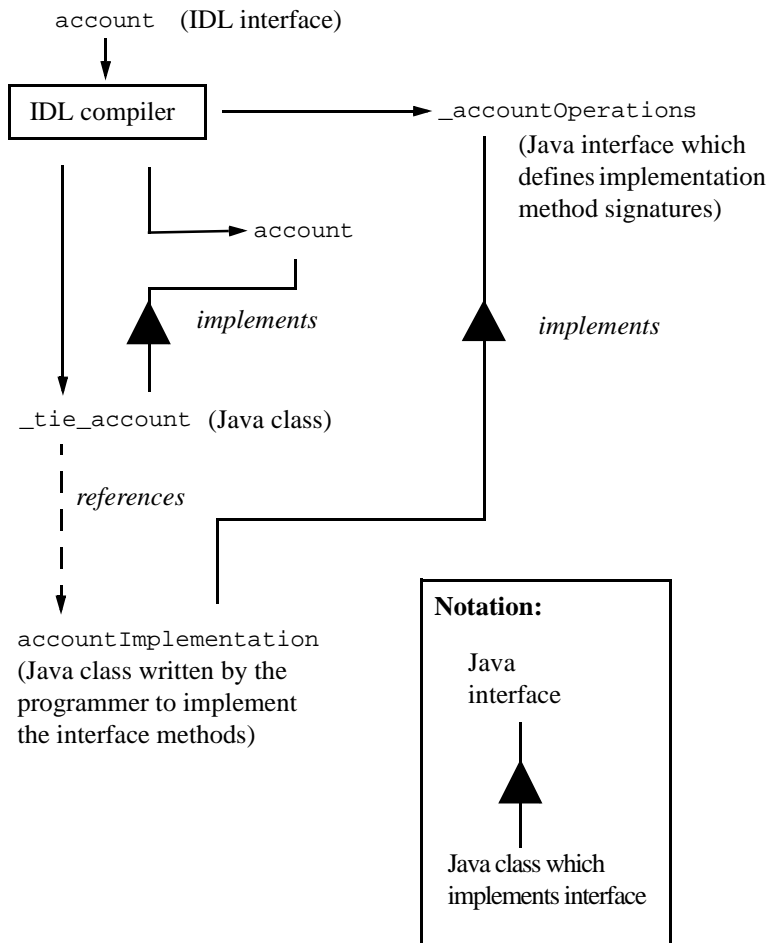 account (IDL interface)
IDL compiler
_accountOperations
(Java interface which
defines implementation
method signatures)
account
implements
implements
_tie_account (Java class)
references
accountImplementation
(Java class written by the
programmer to implement
the interface methods)
Notation:
Java
interface
Java class which
implements interface